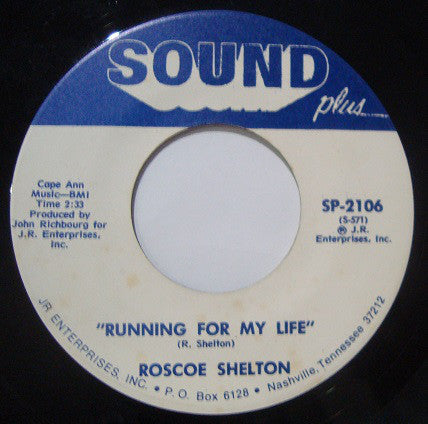 SOUND
plus
Cape Ann
Music—BMI
Time 2:33
Produced by
John Richbourg for
J.R. Enterprises,
Inc.
SP-2106
(S-571)
℗ J.R.
Enterprises, Inc.
"RUNNING FOR MY LIFE"
(R. Shelton)
ROSCOE SHELTON
JR ENTERPRISES, INC. • P.O. Box 6128 • Nashville, Tennessee 37212